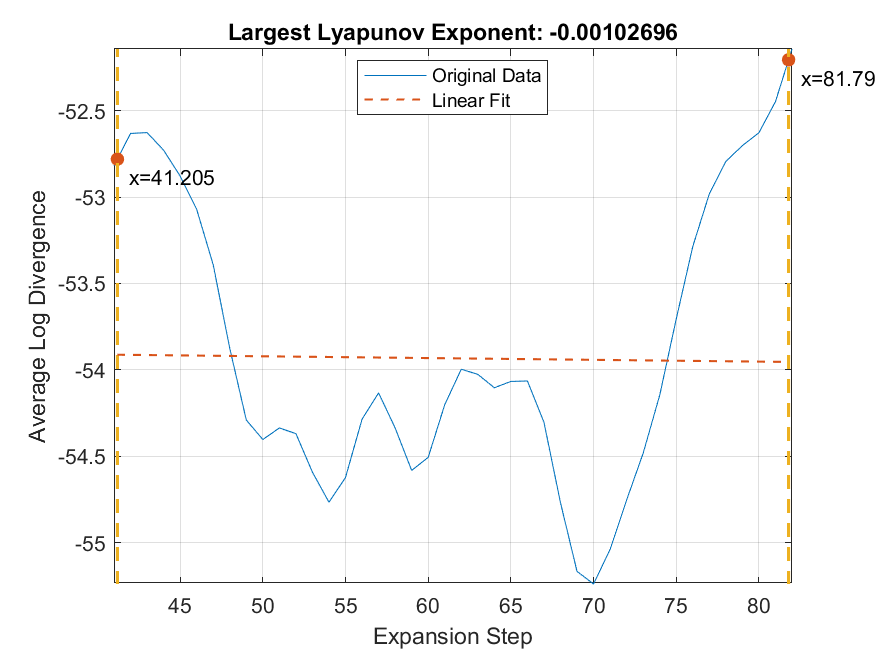 Largest Lyapunov Exponent: -0.00102696
Original Data
Linear Fit
x=81.79
x=41.205
Average Log Divergence
-52.5
-53
-53.5
-54
-54.5
-55
45
50
55
60
65
70
75
80
Expansion Step